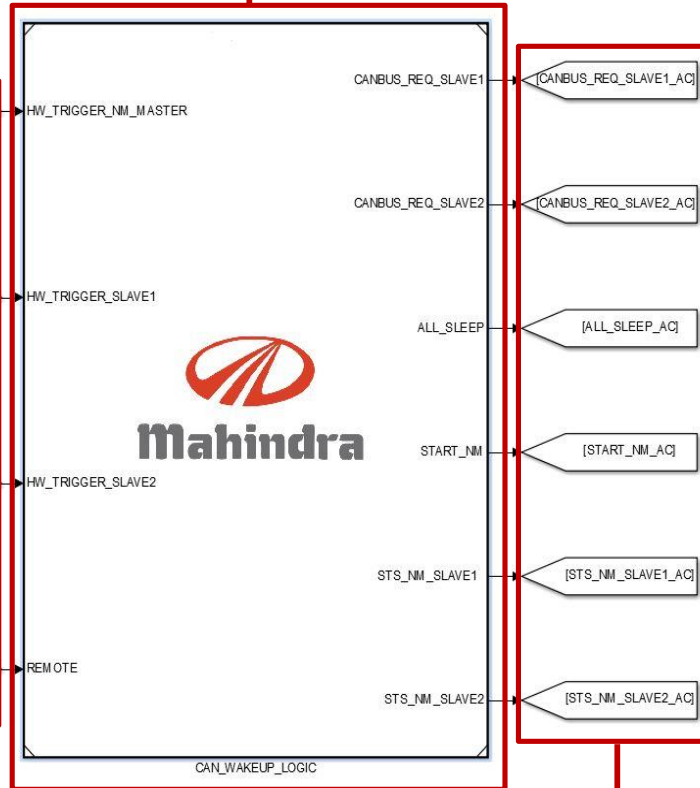 HW_TRIGGER_NM_MASTER
HW_TRIGGER_SLAVE1
HW_TRIGGER_SLAVE2
REMOTE
Mahindra
CANBUS_REQ_SLAVE1
CANBUS_REQ_SLAVE2
ALL_SLEEP
START_NM
STS_NM_SLAVE1
STS_NM_SLAVE2
[CANBUS_REQ_SLAVE1_AC]
[CANBUS_REQ_SLAVE2_AC]
[ALL_SLEEP_AC]
[START_NM_AC]
[STS_NM_SLAVE1_AC]
[STS_NM_SLAVE2_AC]
CAN_WAKEUP_LOGIC